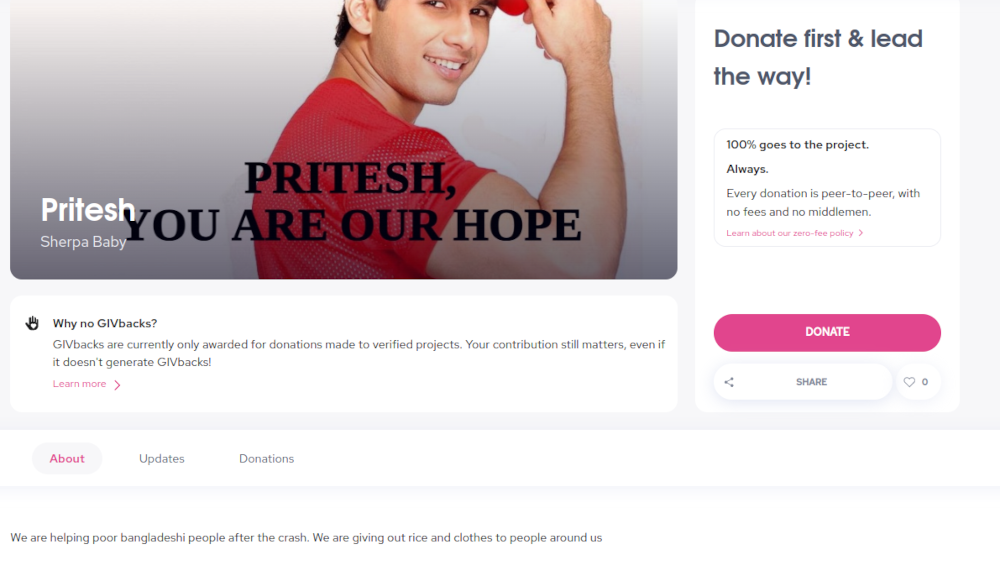 Donate first & lead
the way!
100% goes to the project.
Always.
Every donation is peer-to-peer, with
no fees and no middlemen.
Learn about our zero-fee policy
PRITESH,
YOU ARE OUR HOPE
Pritesh
Sherpa Baby
Why no GIVbacks?
GIVbacks are currently only awarded for donations made to verified projects. Your contribution still matters, even if
it doesn't generate GIVbacks!
Learn more
DONATE
SHARE
0
About
Updates
Donations
We are helping poor bangladeshi people after the crash. We are giving out rice and clothes to people around us